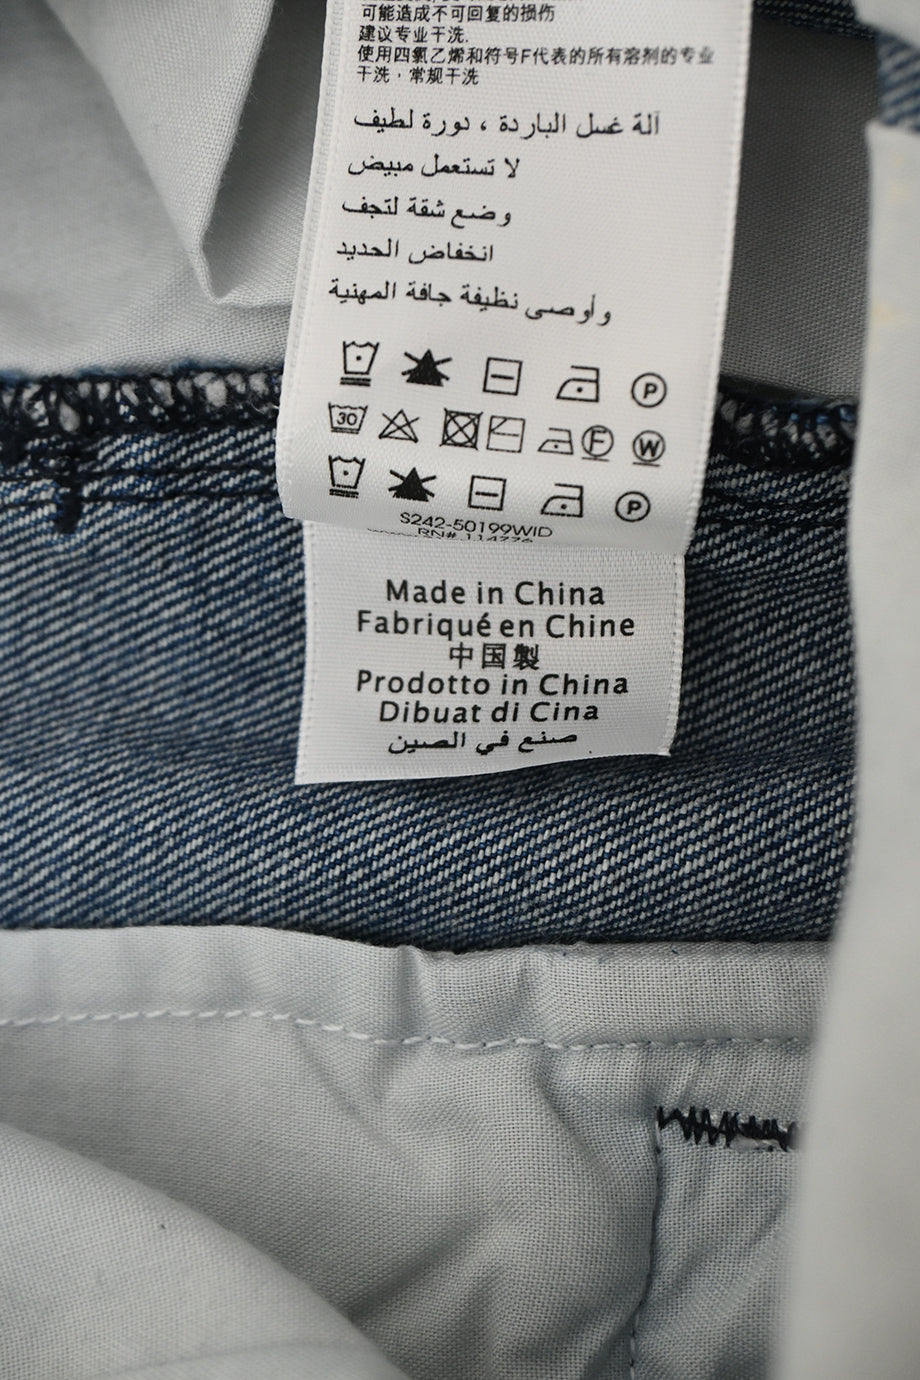 可能造成不可回复的损伤
建议专业干洗.
使用四氯乙烯和符号F代表的所有溶剂的专业
干洗，常规干洗
آلة غسل الباردة ، دورة لطيف
لا تستعمل مبيض
وضع شقة لتجف
انخفاض الحديد
وأوصى نظيفة جافة المهنية
P
30 F W
P
S242-50199WID
RN# 114776
Made in China
Fabriqué en Chine
中国製
Prodotto in China
Dibuat di Cina
صنع في الصين